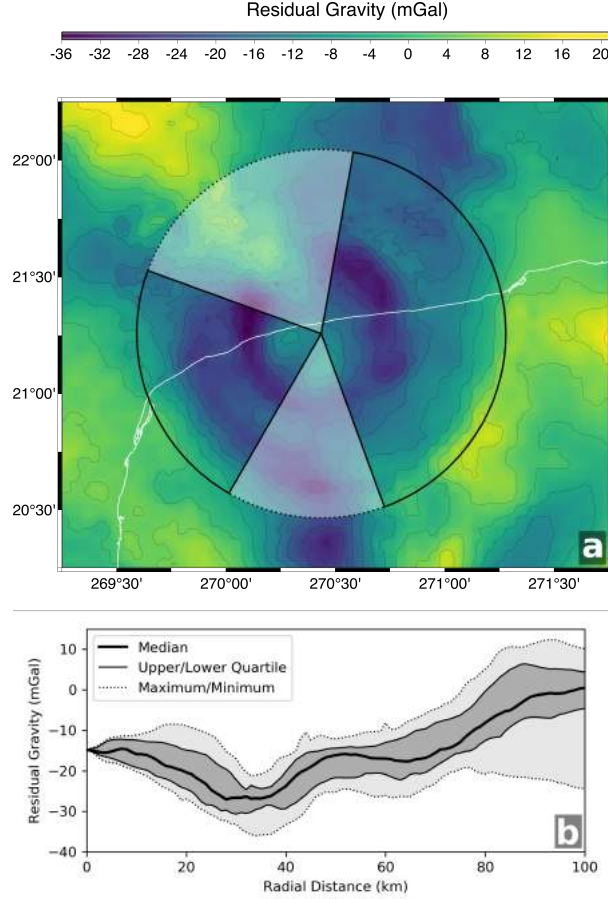 Residual Gravity (mGal)
-36 -32 -28 -24 -20 -16 -12 -8 -4 0 4 8 12 16 20
22°00'
21°30'
21°00'
20°30'
a
269°30' 270°00' 270°30' 271°00' 271°30'
Median
Upper/Lower Quartile
Maximum/Minimum
Residual Gravity (mGal)
10
0
−10
−20
−30
−40
b
0 20 40 60 80 100
Radial Distance (km)